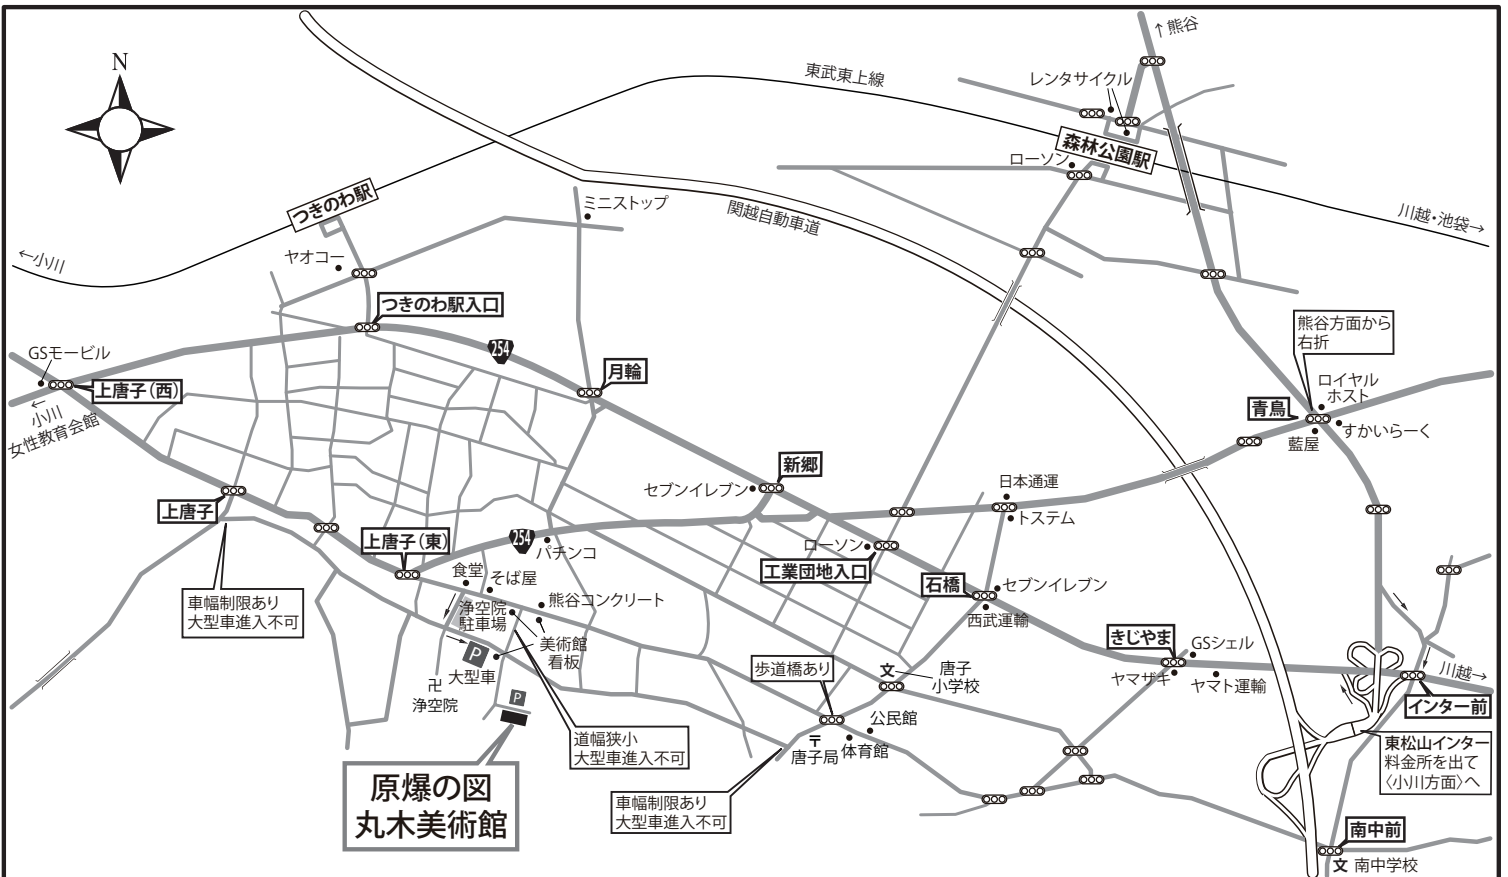 ↑熊谷
N
東武東上線
レンタサイクル
森林公園駅
ローソン
つきのわ駅
ミニストップ
関越自動車道
川越・池袋→
←小川
ヤオコー
つきのわ駅入口
254
熊谷方面から
右折
GSモービル
月輪
上唐子(西)
ロイヤル
ホスト
←
小川
女性教育会館
青鳥
すかいらーく
藍屋
新郷
セブンイレブン
日本通運
トステム
上唐子
上唐子(東)
254
パチンコ
ローソン
工業団地入口
石橋
セブンイレブン
西武運輸
食堂
そば屋
車幅制限あり
大型車進入不可
浄空院
駐車場
熊谷コンクリート
美術館
看板
きじやま
GSシェル
ヤマザキ
ヤマト運輸
川越→
P
大型車
卍
浄空院
歩道橋あり
文
唐子
小学校
P
インター前
公民館
道幅狭小
大型車進入不可
〒
唐子局
体育館
東松山インター
料金所を出て
〈小川方面〉へ
原爆の図
丸木美術館
車幅制限あり
大型車進入不可
南中前
文 南中学校